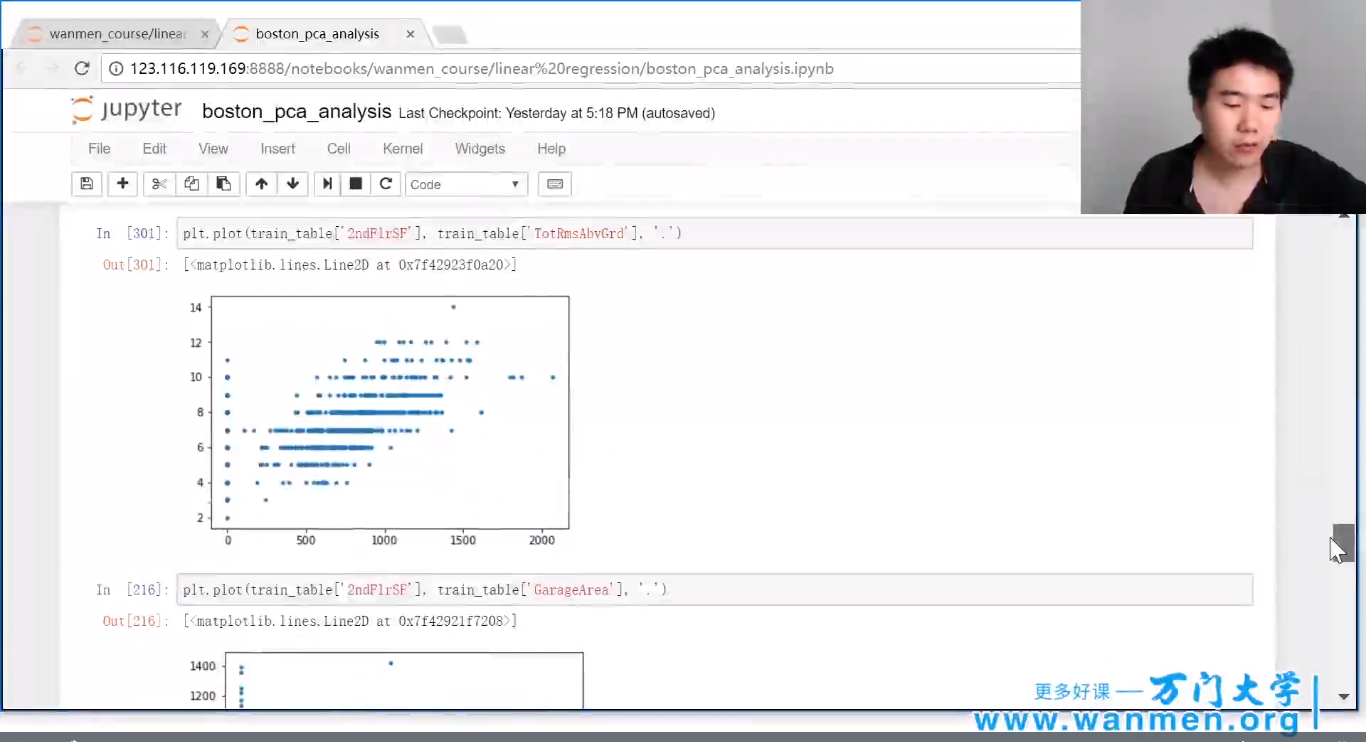 wanmen_course/linear
boston_pca_analysis
123.116.119.169:8888/notebooks/wanmen_course/linear%20regression/boston_pca_analysis.ipynb
jupyter boston_pca_analysis Last Checkpoint: Yesterday at 5:18 PM (autosaved)
File Edit View Insert Cell Kernel Widgets Help
Code
In [301]: plt.plot(train_table['2ndFlrSF'], train_table['TotRmsAbvGrd'], '.')
Out[301]: [<matplotlib.lines.Line2D at 0x7f42923f0a20>]
14
12
10
8
6
4
2
0 500 1000 1500 2000
In [216]: plt.plot(train_table['2ndFlrSF'], train_table['GarageArea'], '.')
Out[216]: [<matplotlib.lines.Line2D at 0x7f42921f7208>]
1400
1200
更多好课 — 万门大学
www.wanmen.org